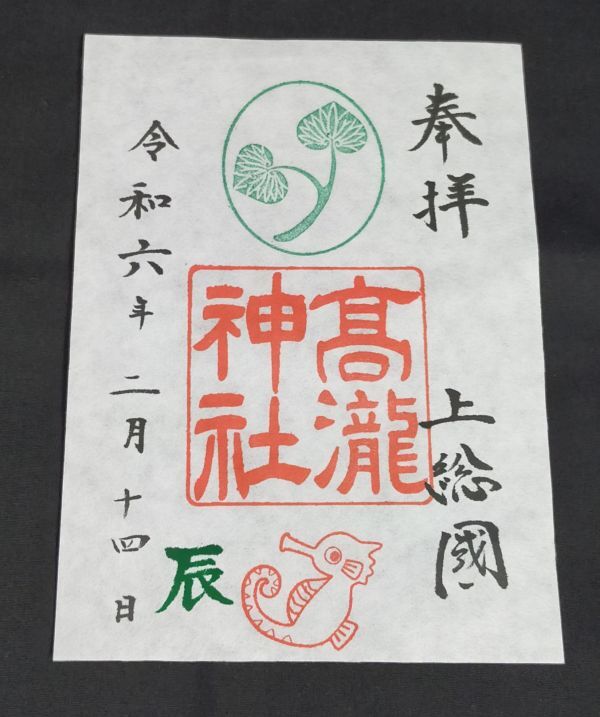 奉拝
上総國
髙瀧
神社
辰
令和六年 二月 十四日